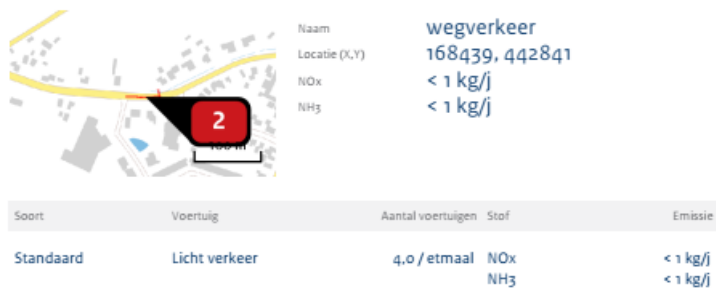 Naam wegverkeer
Locatie (X,Y) 168439, 442841
NOx < 1 kg/j
NH3 < 1 kg/j
2
100 m
Soort Voertuig Aantal voertuigen Stof Emissie
Standaard Licht verkeer 4,0 / etmaal NOx < 1 kg/j
NH3 < 1 kg/j